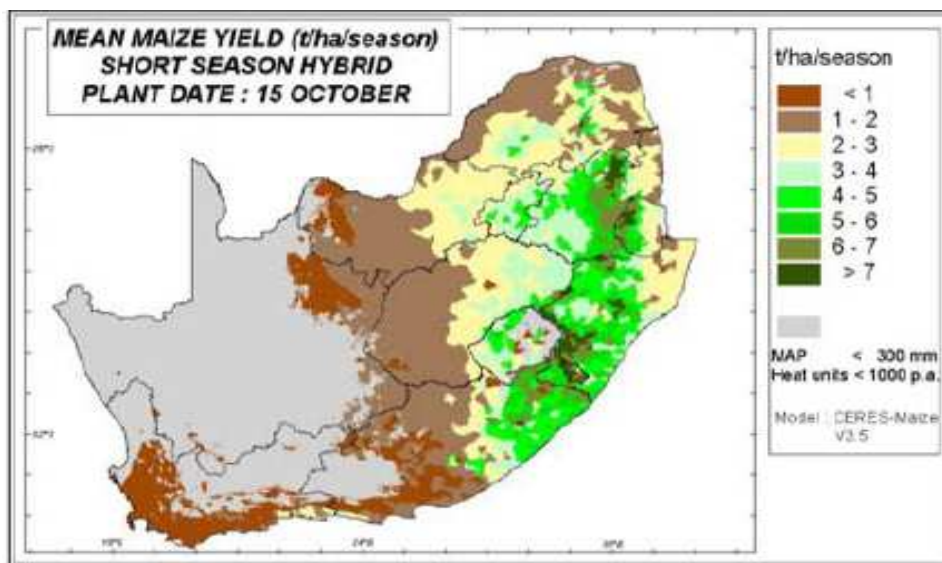 MEAN MAIZE YIELD (t/ha/season)
SHORT SEASON HYBRID
PLANT DATE : 15 OCTOBER
t/ha/season
< 1
1 - 2
2 - 3
3 - 4
4 - 5
5 - 6
6 - 7
> 7
MAP < 300 mm
Heat units < 1000 p.a.
Model : CERES-Maize
V3.5